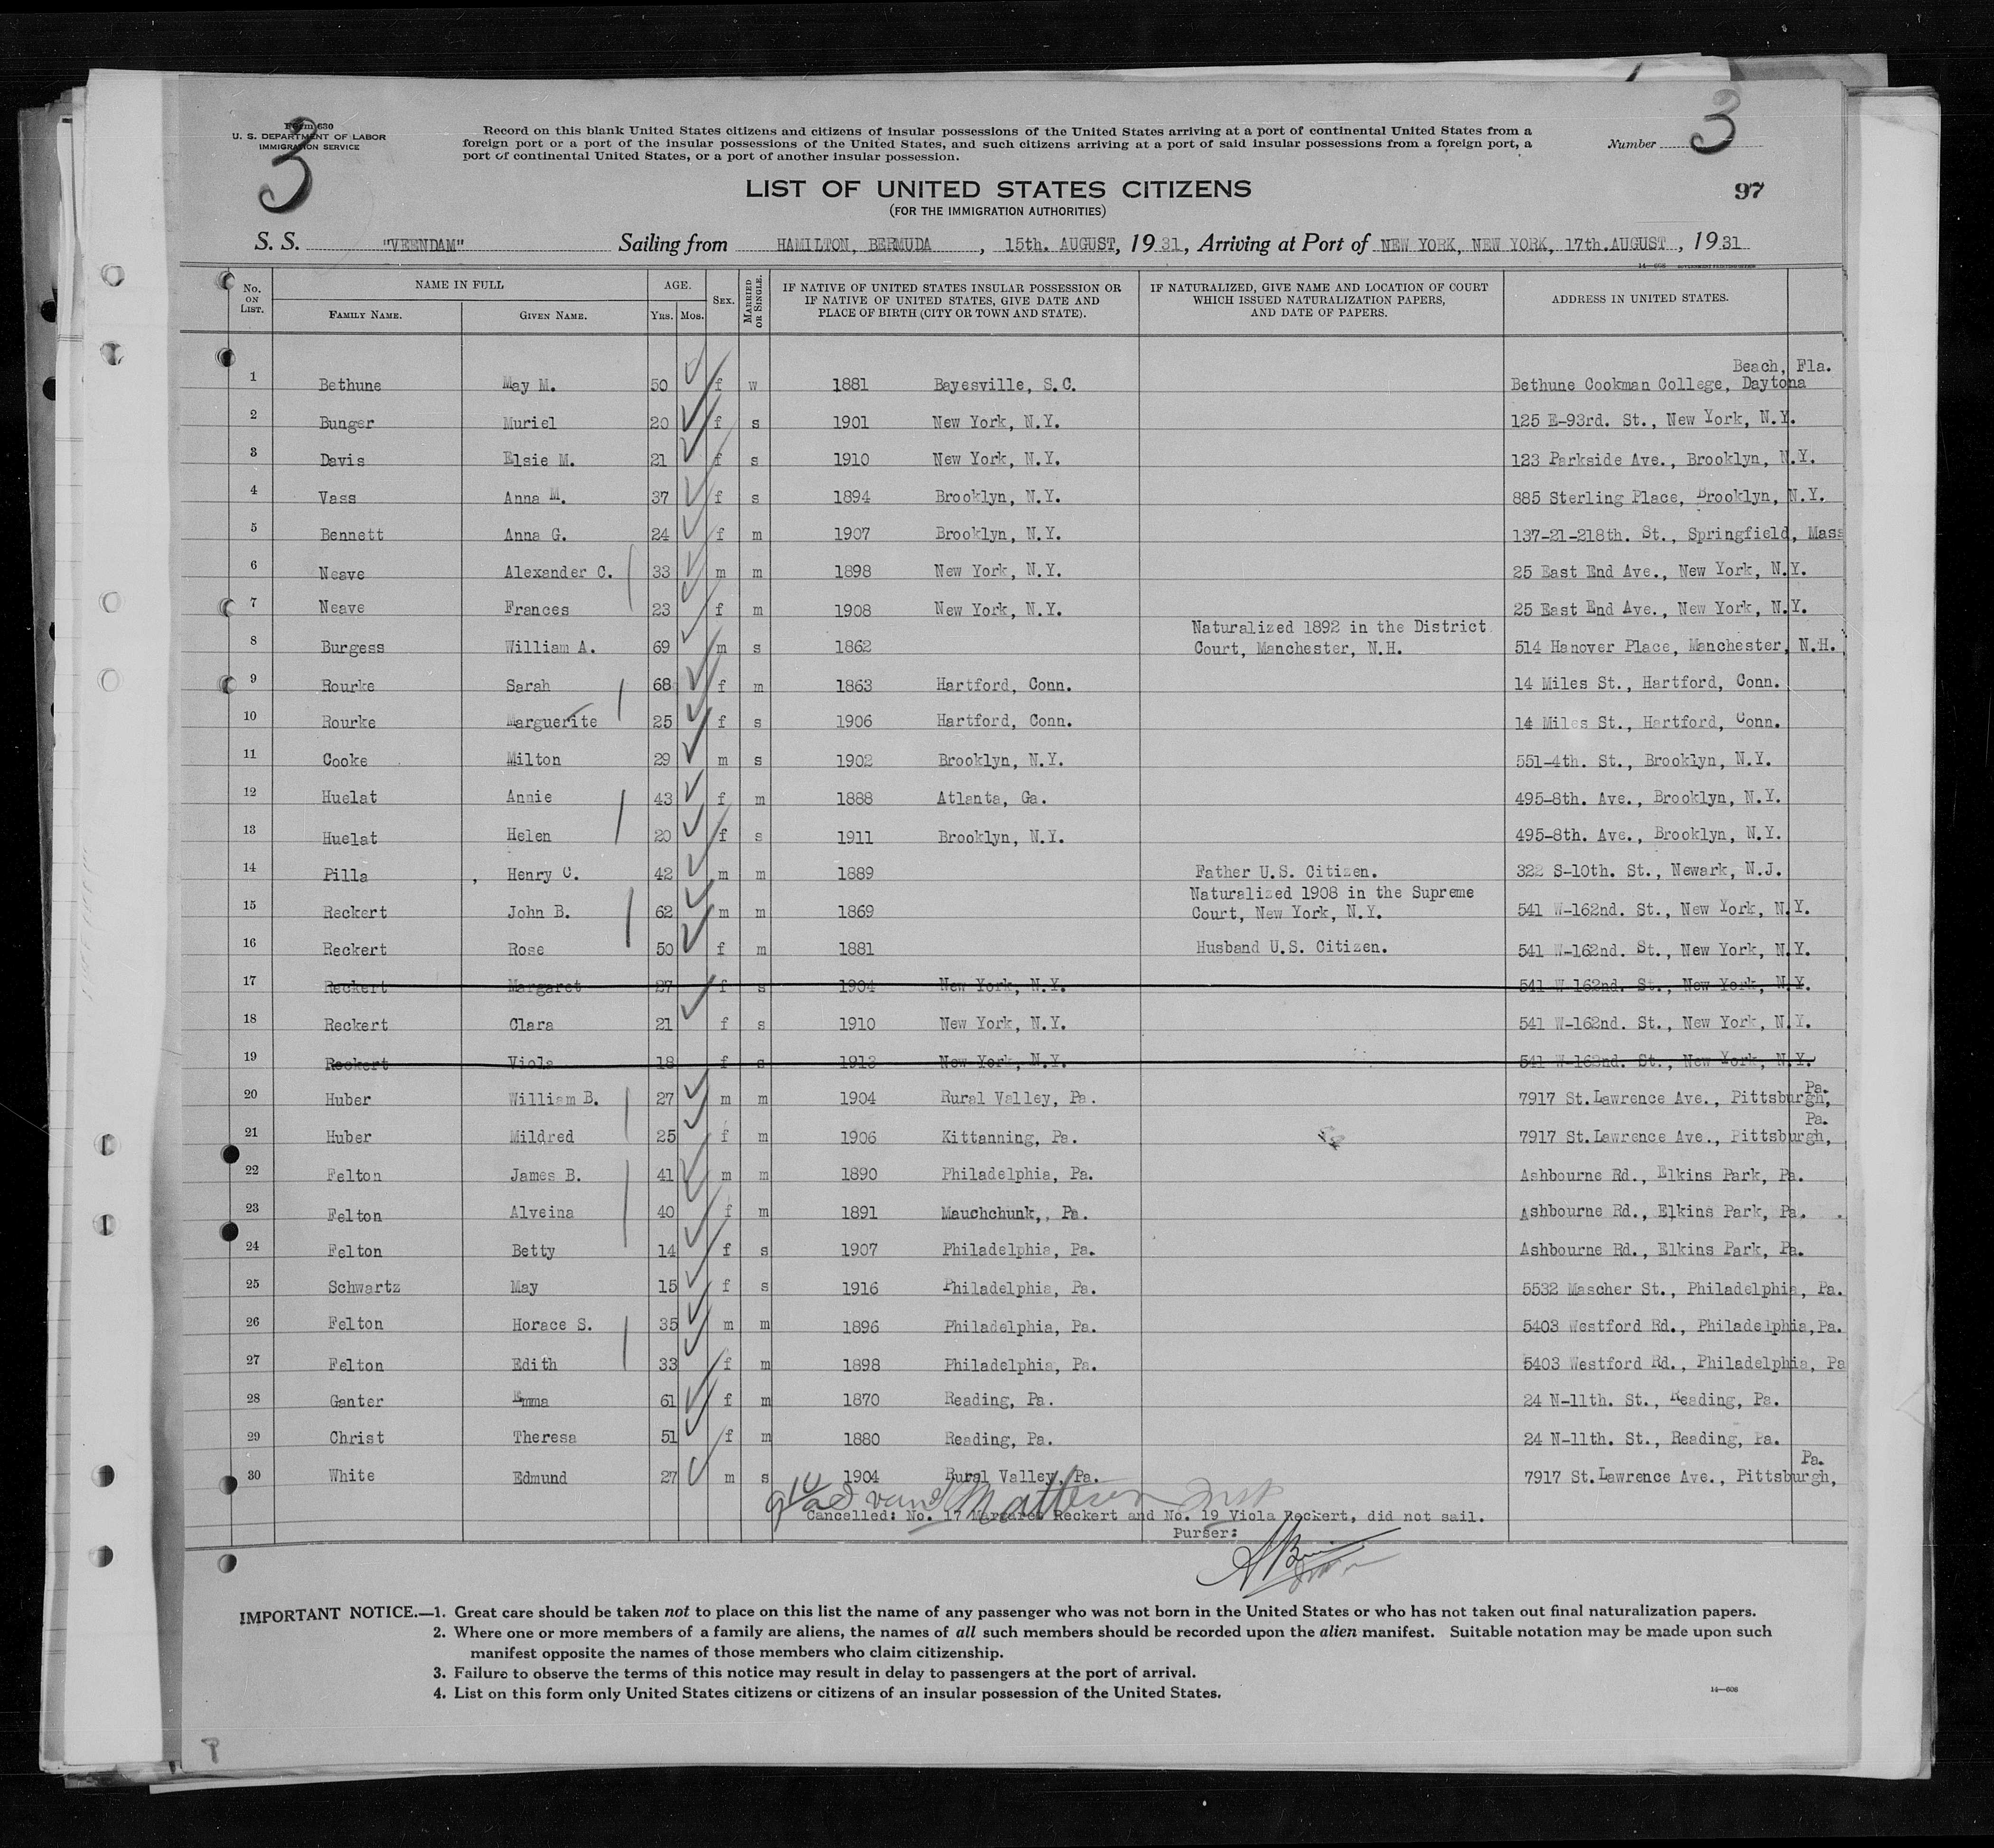 3
Form 630
U. S. DEPARTMENT OF LABOR
IMMIGRATION SERVICE
Record on this blank United States citizens and citizens of insular possessions of the United States arriving at a port of continental United States from a
foreign port or a port of the insular possessions of the United States, and such citizens arriving at a port of said insular possessions from a foreign port, a
port of continental United States, or a port of another insular possession.
Number 3
LIST OF UNITED STATES CITIZENS
(FOR THE IMMIGRATION AUTHORITIES)
97
S. S. "VEENDAM" Sailing from HAMILTON, BERMUDA, 15th. AUGUST, 1931, Arriving at Port of NEW YORK, NEW YORK, 17th.AUGUST, 1931
14—608 GOVERNMENT PRINTING OFFICE
No. ON LIST. NAME IN FULL FAMILY NAME. GIVEN NAME. AGE. YRS. MOS. SEX. MARRIED OR SINGLE. IF NATIVE OF UNITED STATES INSULAR POSSESSION OR IF NATIVE OF UNITED STATES, GIVE DATE AND PLACE OF BIRTH (CITY OR TOWN AND STATE). IF NATURALIZED, GIVE NAME AND LOCATION OF COURT WHICH ISSUED NATURALIZATION PAPERS, AND DATE OF PAPERS. ADDRESS IN UNITED STATES.
Beach, Fla.
1 Bethune May M. 50 f w 1881 Bayesville, S.C. Bethune Cookman College, Daytona
2 Bunger Muriel 20 f s 1901 New York, N.Y. 125 E-93rd. St., New York, N.Y.
3 Davis Elsie M. 21 f s 1910 New York, N.Y. 123 Parkside Ave., Brooklyn, N.Y.
4 Vass Anna M. 37 f s 1894 Brooklyn, N.Y. 885 Sterling Place, Brooklyn, N.Y.
5 Bennett Anna G. 24 f m 1907 Brooklyn, N.Y. 137-21-218th. St., Springfield, Mass
6 Neave Alexander C. 33 m m 1898 New York, N.Y. 25 East End Ave., New York, N.Y.
7 Neave Frances 23 f m 1908 New York, N.Y. 25 East End Ave., New York, N.Y.
Naturalized 1892 in the District
8 Burgess William A. 69 m s 1862 Court, Manchester, N.H. 514 Hanover Place, Manchester, N.H.
9 Rourke Sarah 68 f m 1863 Hartford, Conn. 14 Miles St., Hartford, Conn.
10 Rourke Marguerite 25 f s 1906 Hartford, Conn. 14 Miles St., Hartford, Conn.
11 Cooke Milton 29 m s 1902 Brooklyn, N.Y. 551-4th. St., Brooklyn, N.Y.
12 Huelat Annie 43 f m 1888 Atlanta, Ga. 495-8th. Ave., Brooklyn, N.Y.
13 Huelat Helen 20 f s 1911 Brooklyn, N.Y. 495-8th. Ave., Brooklyn, N.Y.
14 Pilla , Henry C. 42 m m 1889 Father U.S. Citizen. 322 S-10th. St., Newark, N.J.
Naturalized 1908 in the Supreme
15 Reckert John B. 62 m m 1869 Court, New York, N.Y. 541 W-162nd. St., New York, N.Y.
16 Reckert Rose 50 f m 1881 Husband U.S. Citizen. 541 W-162nd. St., New York, N.Y.
17 Reckert Margaret 27 f s 1904 New York, N.Y. 541 W-162nd. St., New York, N.Y.
18 Reckert Clara 21 f s 1910 New York, N.Y. 541 W-162nd. St., New York, N.Y.
19 Reckert Viola 18 f s 1913 New York, N.Y. 541 W-162nd. St., New York, N.Y.
Pa.
20 Huber William B. 27 m m 1904 Rural Valley, Pa. 7917 St.Lawrence Ave., Pittsburgh,
Pa.
21 Huber Mildred 25 f m 1906 Kittanning, Pa. 7917 St.Lawrence Ave., Pittsburgh,
22 Felton James B. 41 m m 1890 Philadelphia, Pa. Ashbourne Rd., Elkins Park, Pa.
23 Felton Alveina 40 f m 1891 Mauchchunk,, Pa. Ashbourne Rd., Elkins Park, Pa.
24 Felton Betty 14 f s 1907 Philadelphia, Pa. Ashbourne Rd., Elkins Park, Pa.
25 Schwartz May 15 f s 1916 Philadelphia, Pa. 5532 Mascher St., Philadelphia, Pa.
26 Felton Horace S. 35 m m 1896 Philadelphia, Pa. 5403 Westford Rd., Philadelphia,Pa.
27 Felton Edith 33 f m 1898 Philadelphia, Pa. 5403 Westford Rd., Philadelphia, Pa
28 Ganter Emma 61 f m 1870 Reading, Pa. 24 N-11th. St., Reading, Pa.
29 Christ Theresa 51 f m 1880 Reading, Pa. 24 N-11th. St., Reading, Pa.
Pa.
30 White Edmund 27 m s 1904 Rural Valley, Pa. 7917 St.Lawrence Ave., Pittsburgh,
Cancelled: No. 17 Margaret Reckert and No. 19 Viola Reckert, did not sail.
Purser:
IMPORTANT NOTICE.—1. Great care should be taken not to place on this list the name of any passenger who was not born in the United States or who has not taken out final naturalization papers.
2. Where one or more members of a family are aliens, the names of all such members should be recorded upon the alien manifest. Suitable notation may be made upon such
manifest opposite the names of those members who claim citizenship.
3. Failure to observe the terms of this notice may result in delay to passengers at the port of arrival.
4. List on this form only United States citizens or citizens of an insular possession of the United States.
14—608